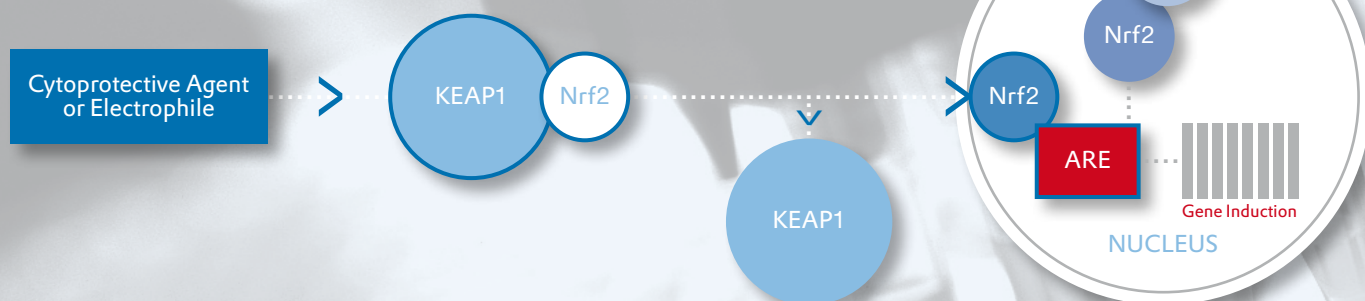 Cytoprotective Agent
or Electrophile
KEAP1
Nrf2
KEAP1
Nrf2
Nrf2
ARE
Gene Induction
NUCLEUS